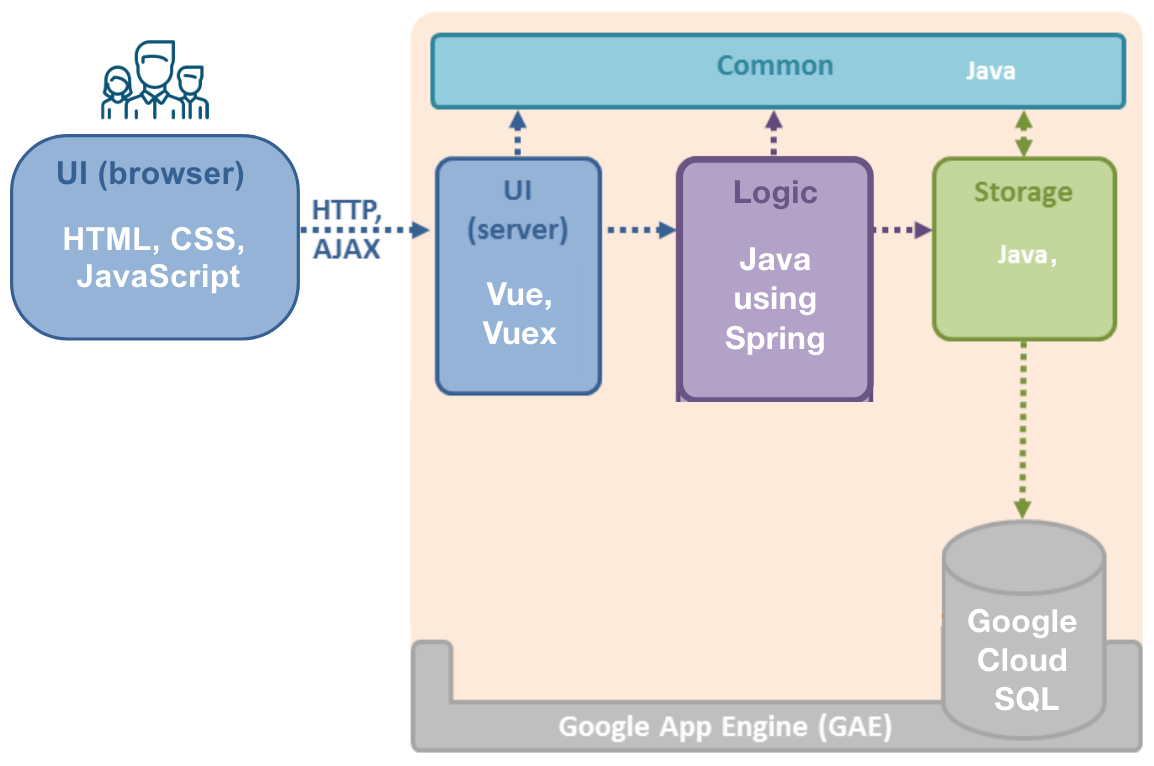 Common
Java
UI (browser)
HTML, CSS,
JavaScript
HTTP,
AJAX
UI
(server)
Vue,
Vuex
Logic
Java
using
Spring
Storage
Java,
Google
Cloud
SQL
Google App Engine (GAE)